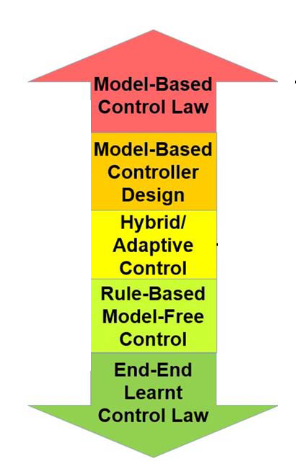 Model-Based
Control Law
Model-Based
Controller
Design
Hybrid/
Adaptive
Control
Rule-Based
Model-Free
Control
End-End
Learnt
Control Law